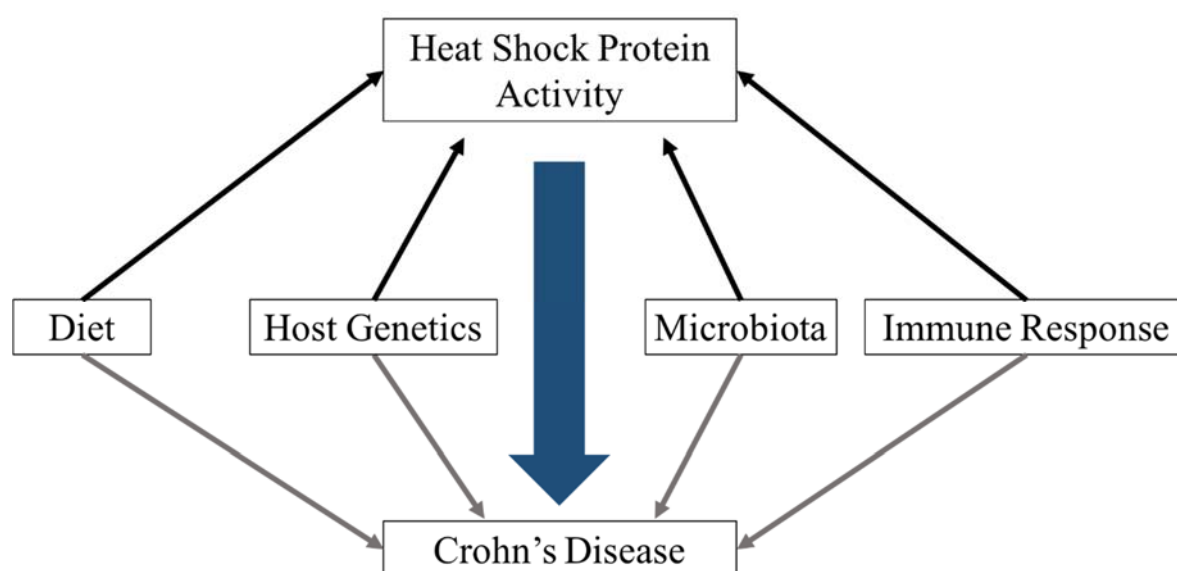 Heat Shock Protein
Activity
Diet
Host Genetics
Microbiota
Immune Response
Crohn’s Disease